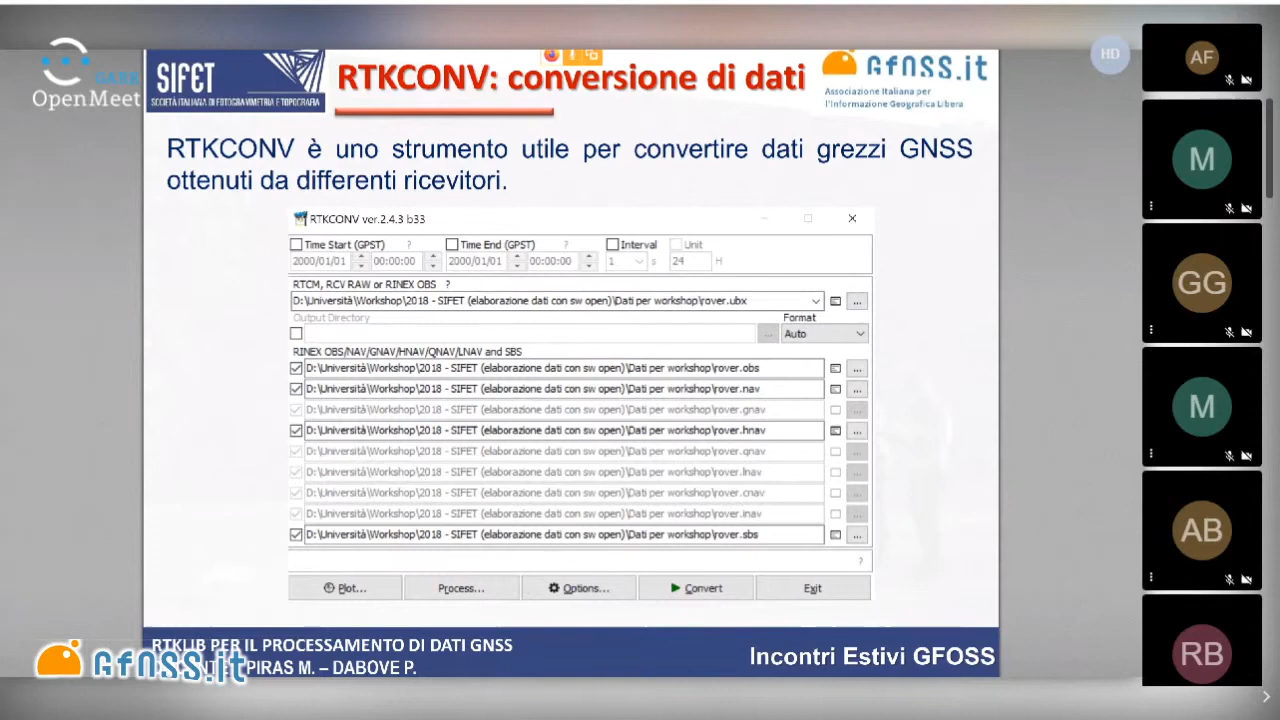 GARR
OpenMeet
SIFET
SOCIETÀ ITALIANA DI FOTOGRAMMETRIA E TOPOGRAFIA
RTKCONV: conversione di dati
GfOSS.it
Associazione Italiana per
l'Informazione Geografica Libera
HD
RTKCONV è uno strumento utile per convertire dati grezzi GNSS
ottenuti da differenti ricevitori.
RTKCONV ver.2.4.3 b33
Time Start (GPST) ? Time End (GPST) ? Interval Unit
2000/01/01 00:00:00 2000/01/01 00:00:00 1 s 24 H
RTCM, RCV RAW or RINEX OBS ?
D:\Università\Workshop\2018 - SIFET (elaborazione dati con sw open)\Dati per workshop\rover.ubx ...
Output Directory Format
... Auto
RINEX OBS/NAV/GNAV/HNAV/QNAV/LNAV and SBS
D:\Università\Workshop\2018 - SIFET (elaborazione dati con sw open)\Dati per workshop\rover.obs ...
D:\Università\Workshop\2018 - SIFET (elaborazione dati con sw open)\Dati per workshop\rover.nav ...
D:\Università\Workshop\2018 - SIFET (elaborazione dati con sw open)\Dati per workshop\rover.gnav ...
D:\Università\Workshop\2018 - SIFET (elaborazione dati con sw open)\Dati per workshop\rover.hnav ...
D:\Università\Workshop\2018 - SIFET (elaborazione dati con sw open)\Dati per workshop\rover.qnav ...
D:\Università\Workshop\2018 - SIFET (elaborazione dati con sw open)\Dati per workshop\rover.lnav ...
D:\Università\Workshop\2018 - SIFET (elaborazione dati con sw open)\Dati per workshop\rover.cnav ...
D:\Università\Workshop\2018 - SIFET (elaborazione dati con sw open)\Dati per workshop\rover.inav ...
D:\Università\Workshop\2018 - SIFET (elaborazione dati con sw open)\Dati per workshop\rover.sbs ...
?
Plot... Process... Options... Convert Exit
RTKLIB PER IL PROCESSAMENTO DI DATI GNSS
PIRAS M. – DABOVE P.
GfOSS.it
Incontri Estivi GFOSS
AF
M
GG
M
AB
RB